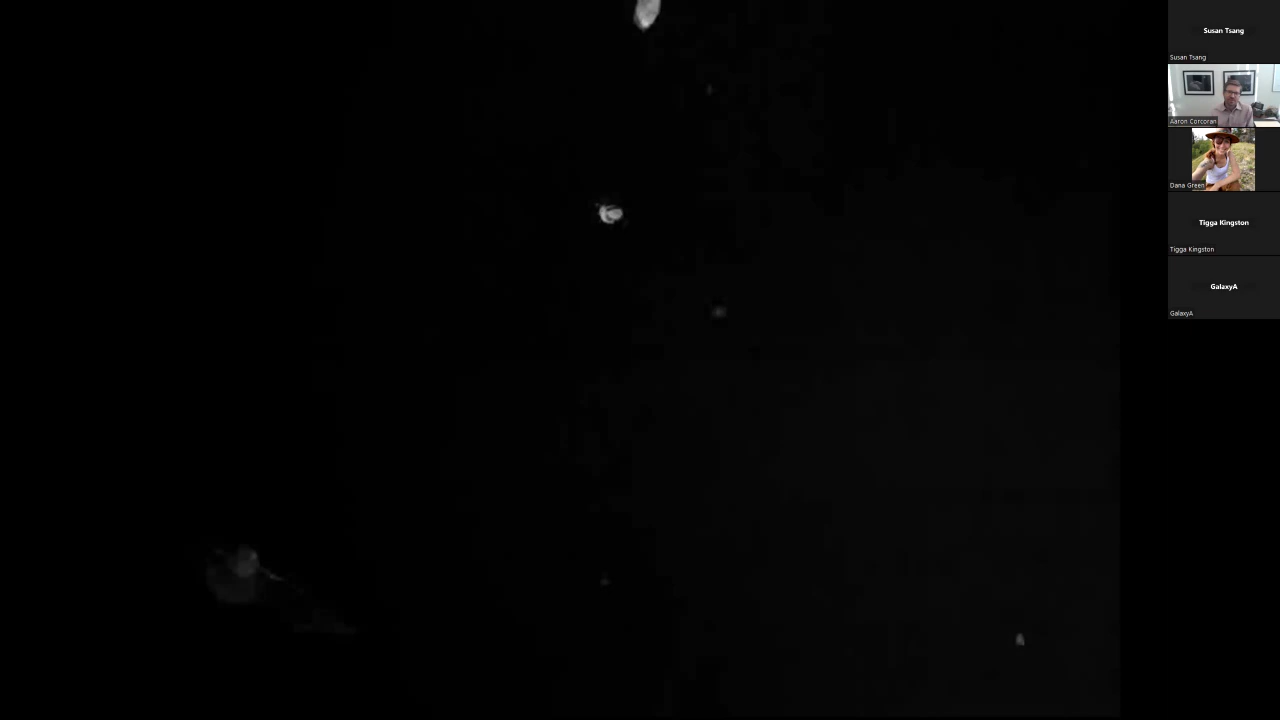 Susan Tsang
Susan Tsang
Aaron Corcoran
Dana Green
Tigga Kingston
Tigga Kingston
GalaxyA
GalaxyA